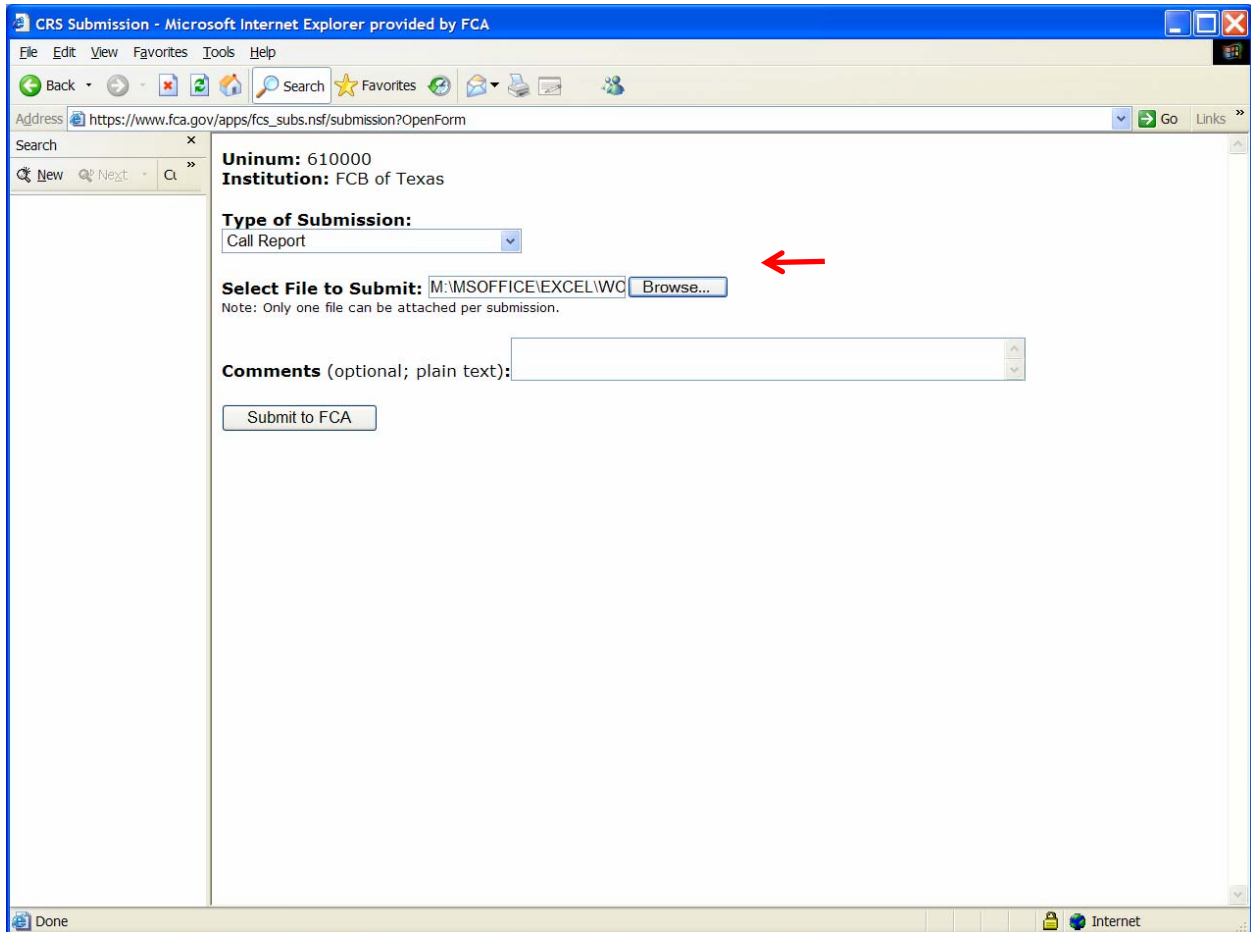 CRS Submission - Microsoft Internet Explorer provided by FCA
File Edit View Favorites Tools Help
Back Search Favorites
Address https://www.fca.gov/apps/fcs_subs.nsf/submission?OpenForm Go Links »
Search ×
New Next Cu »
Uninum: 610000
Institution: FCB of Texas
Type of Submission:
Call Report
Select File to Submit: M:\MSOFFICE\EXCEL\WO Browse...
Note: Only one file can be attached per submission.
Comments (optional; plain text):
Submit to FCA
Done Internet